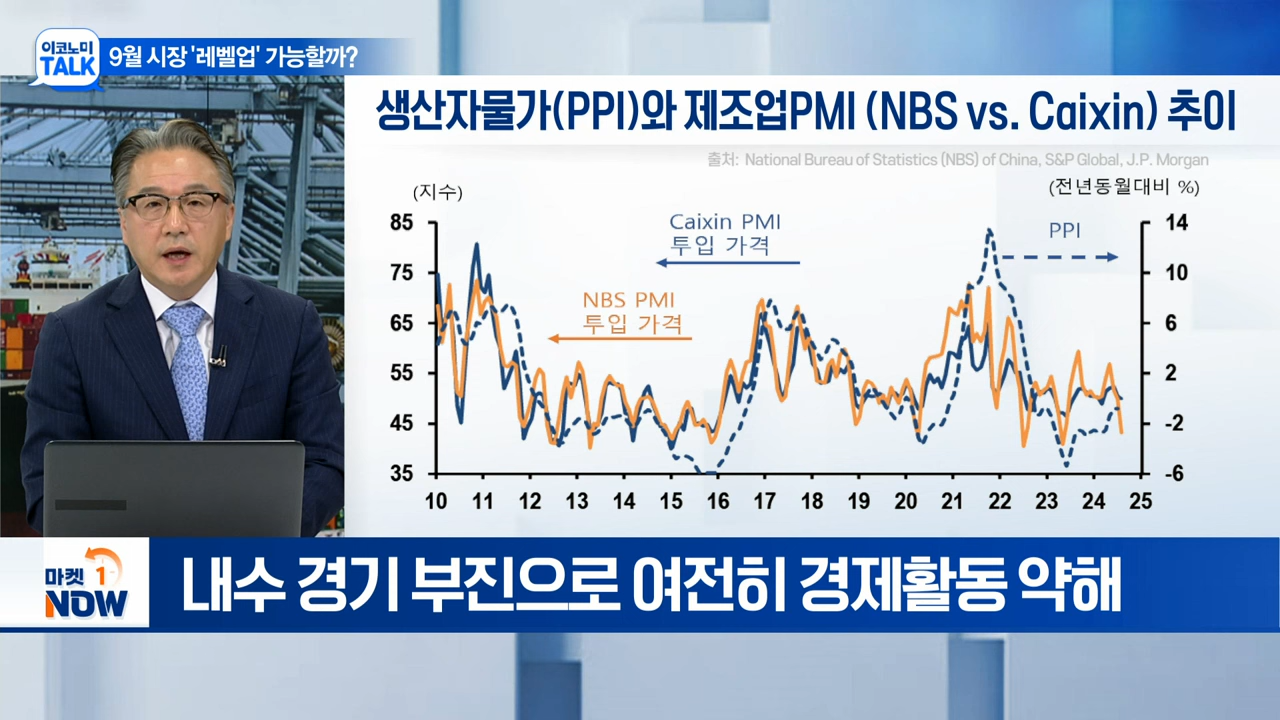 이코노미
TALK
9월 시장 '레벨업' 가능할까?
생산자물가(PPI)와 제조업PMI (NBS vs. Caixin) 추이
출처: National Bureau of Statistics (NBS) of China, S&P Global, J.P. Morgan
(지수)
(전년동월대비 %)
Caixin PMI
투입 가격
PPI
NBS PMI
투입 가격
85
75
65
55
45
35
14
10
6
2
-2
-6
10 11 12 13 14 15 16 17 18 19 20 21 22 23 24 25
마켓 1
NOW
내수 경기 부진으로 여전히 경제활동 약해